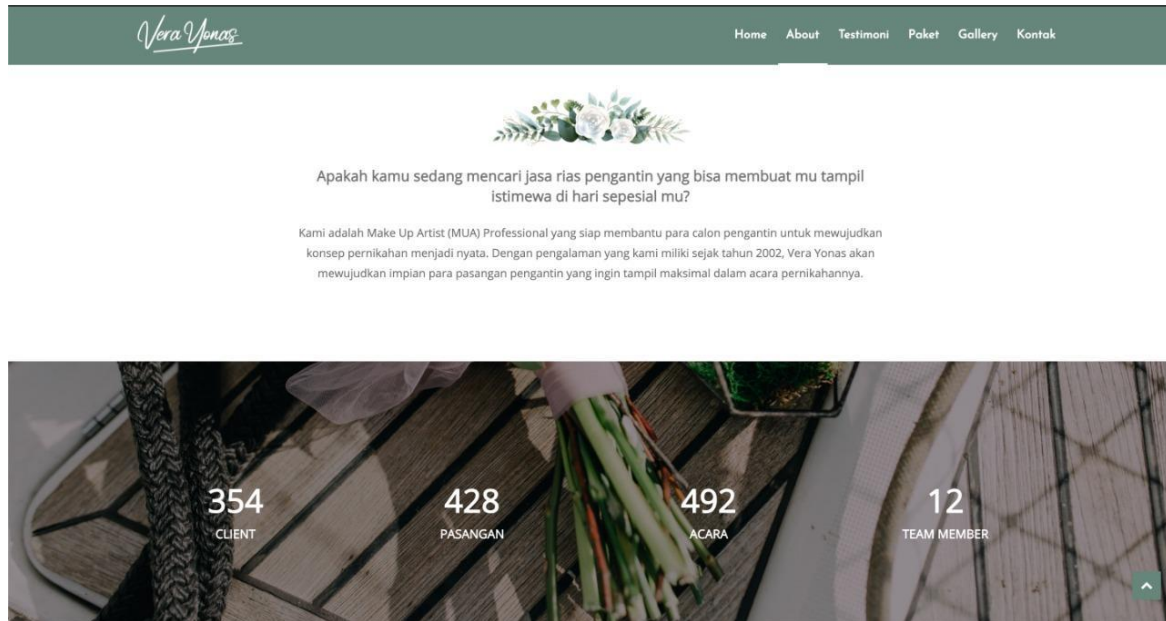 Vera Yonas
Home About Testimoni Paket Gallery Kontak
Apakah kamu sedang mencari jasa rias pengantin yang bisa membuat mu tampil
istimewa di hari sepesial mu?
Kami adalah Make Up Artist (MUA) Professional yang siap membantu para calon pengantin untuk mewujudkan
konsep pernikahan menjadi nyata. Dengan pengalaman yang kami miliki sejak tahun 2002, Vera Yonas akan
mewujudkan impian para pasangan pengantin yang ingin tampil maksimal dalam acara pernikahannya.
354 428 492 12
CLIENT PASANGAN ACARA TEAM MEMBER